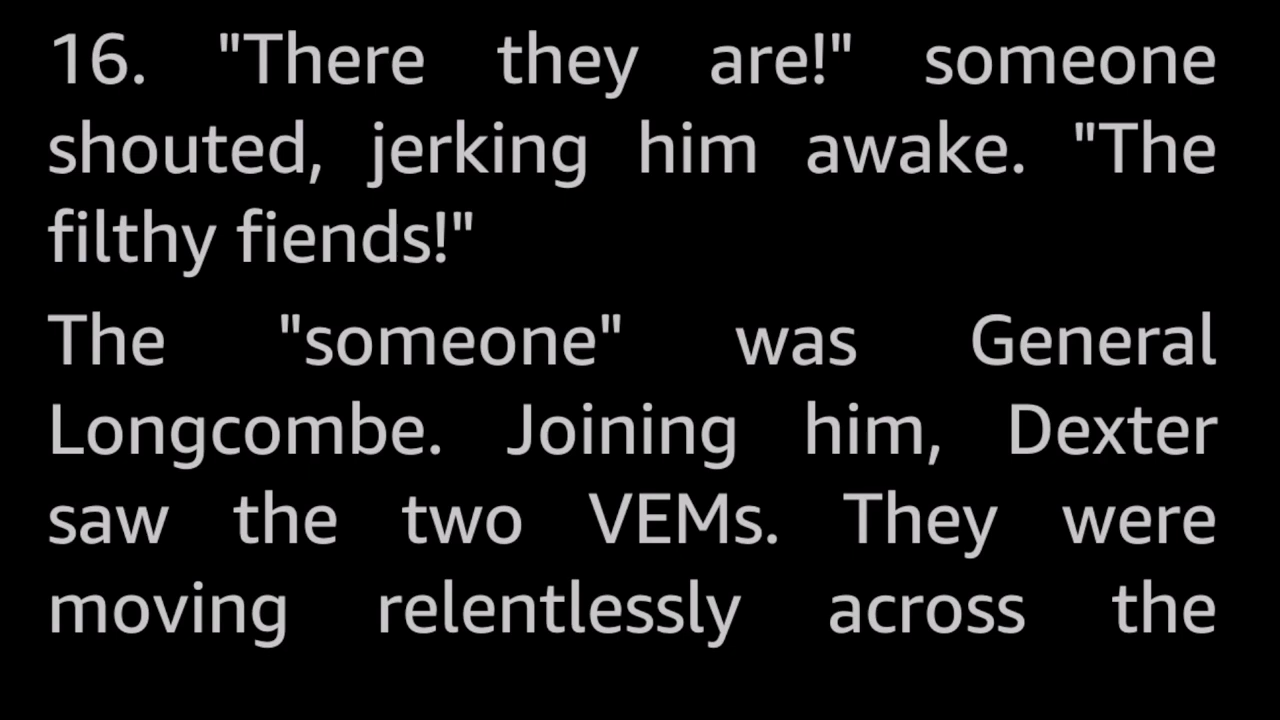 16. "There they are!" someone
shouted, jerking him awake. "The
filthy fiends!"
The "someone" was General
Longcombe. Joining him, Dexter
saw the two VEMs. They were
moving relentlessly across the